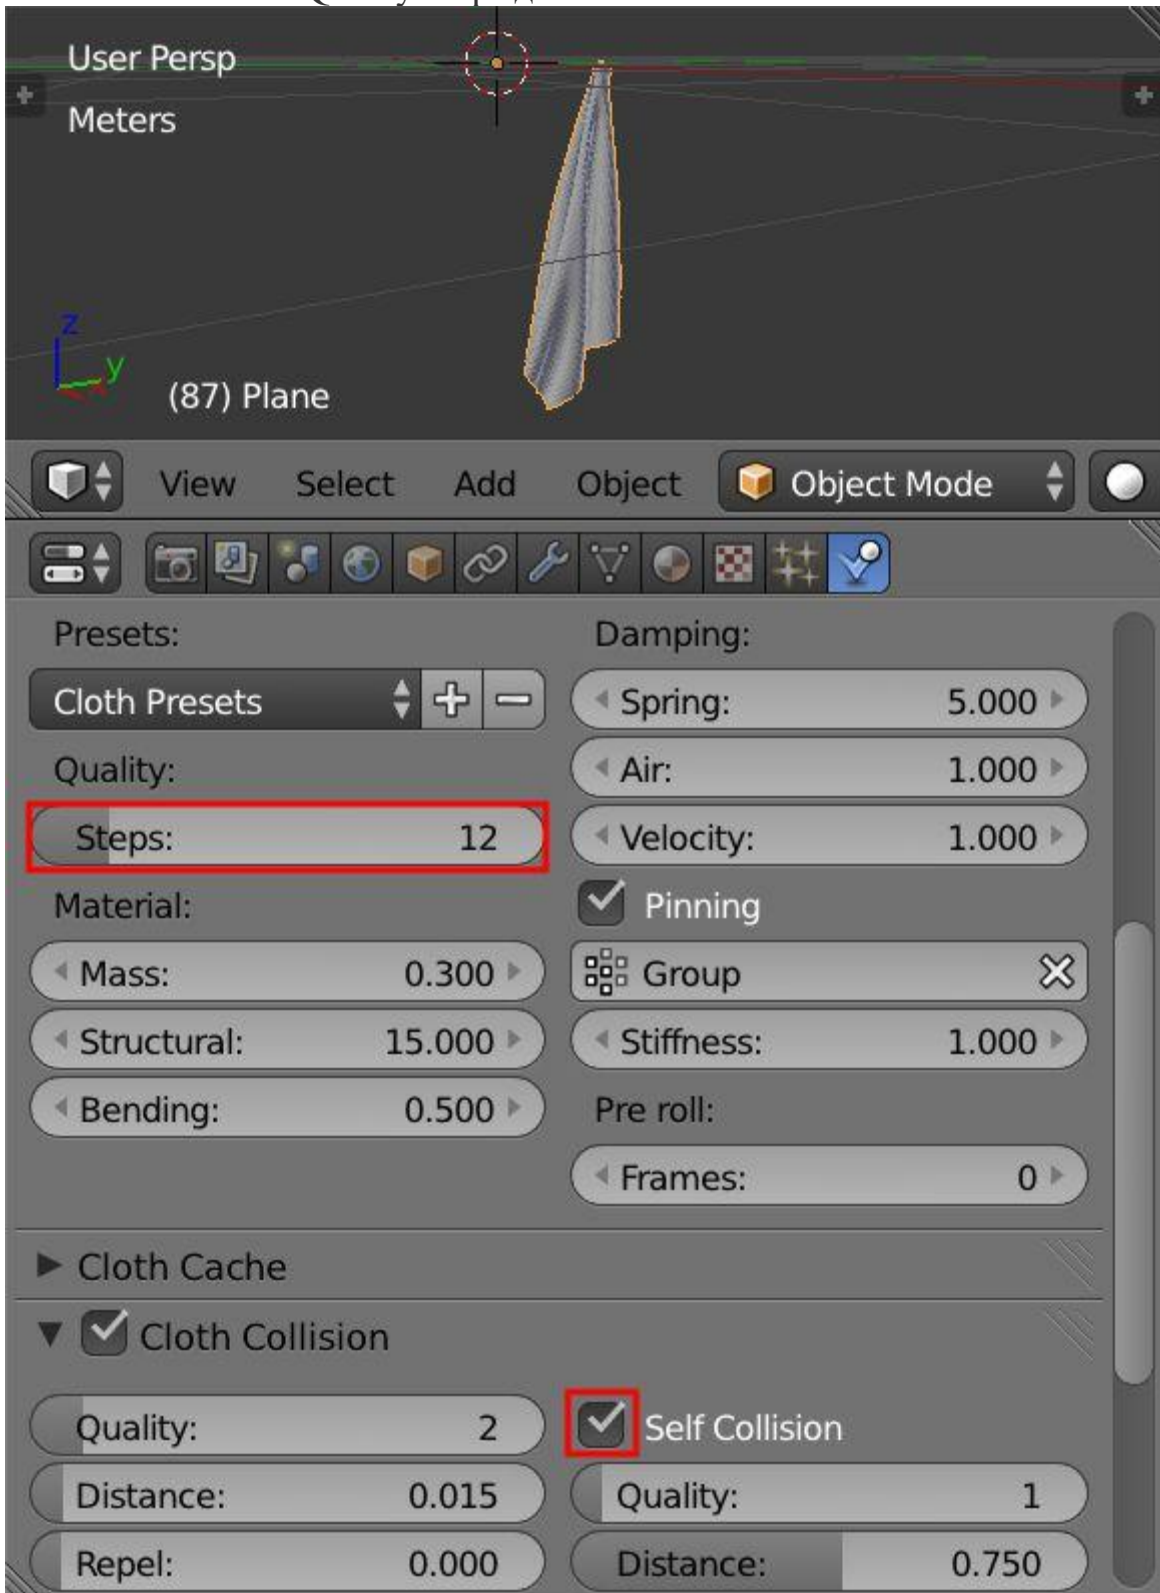 User Persp
Meters
z
y
(87) Plane
View Select Add Object Object Mode
Presets:
Cloth Presets
Quality:
Steps: 12
Material:
Mass: 0.300
Structural: 15.000
Bending: 0.500
Damping:
Spring: 5.000
Air: 1.000
Velocity: 1.000
Pinning
Group
Stiffness: 1.000
Pre roll:
Frames: 0
Cloth Cache
Cloth Collision
Quality: 2
Distance: 0.015
Repel: 0.000
Self Collision
Quality: 1
Distance: 0.750